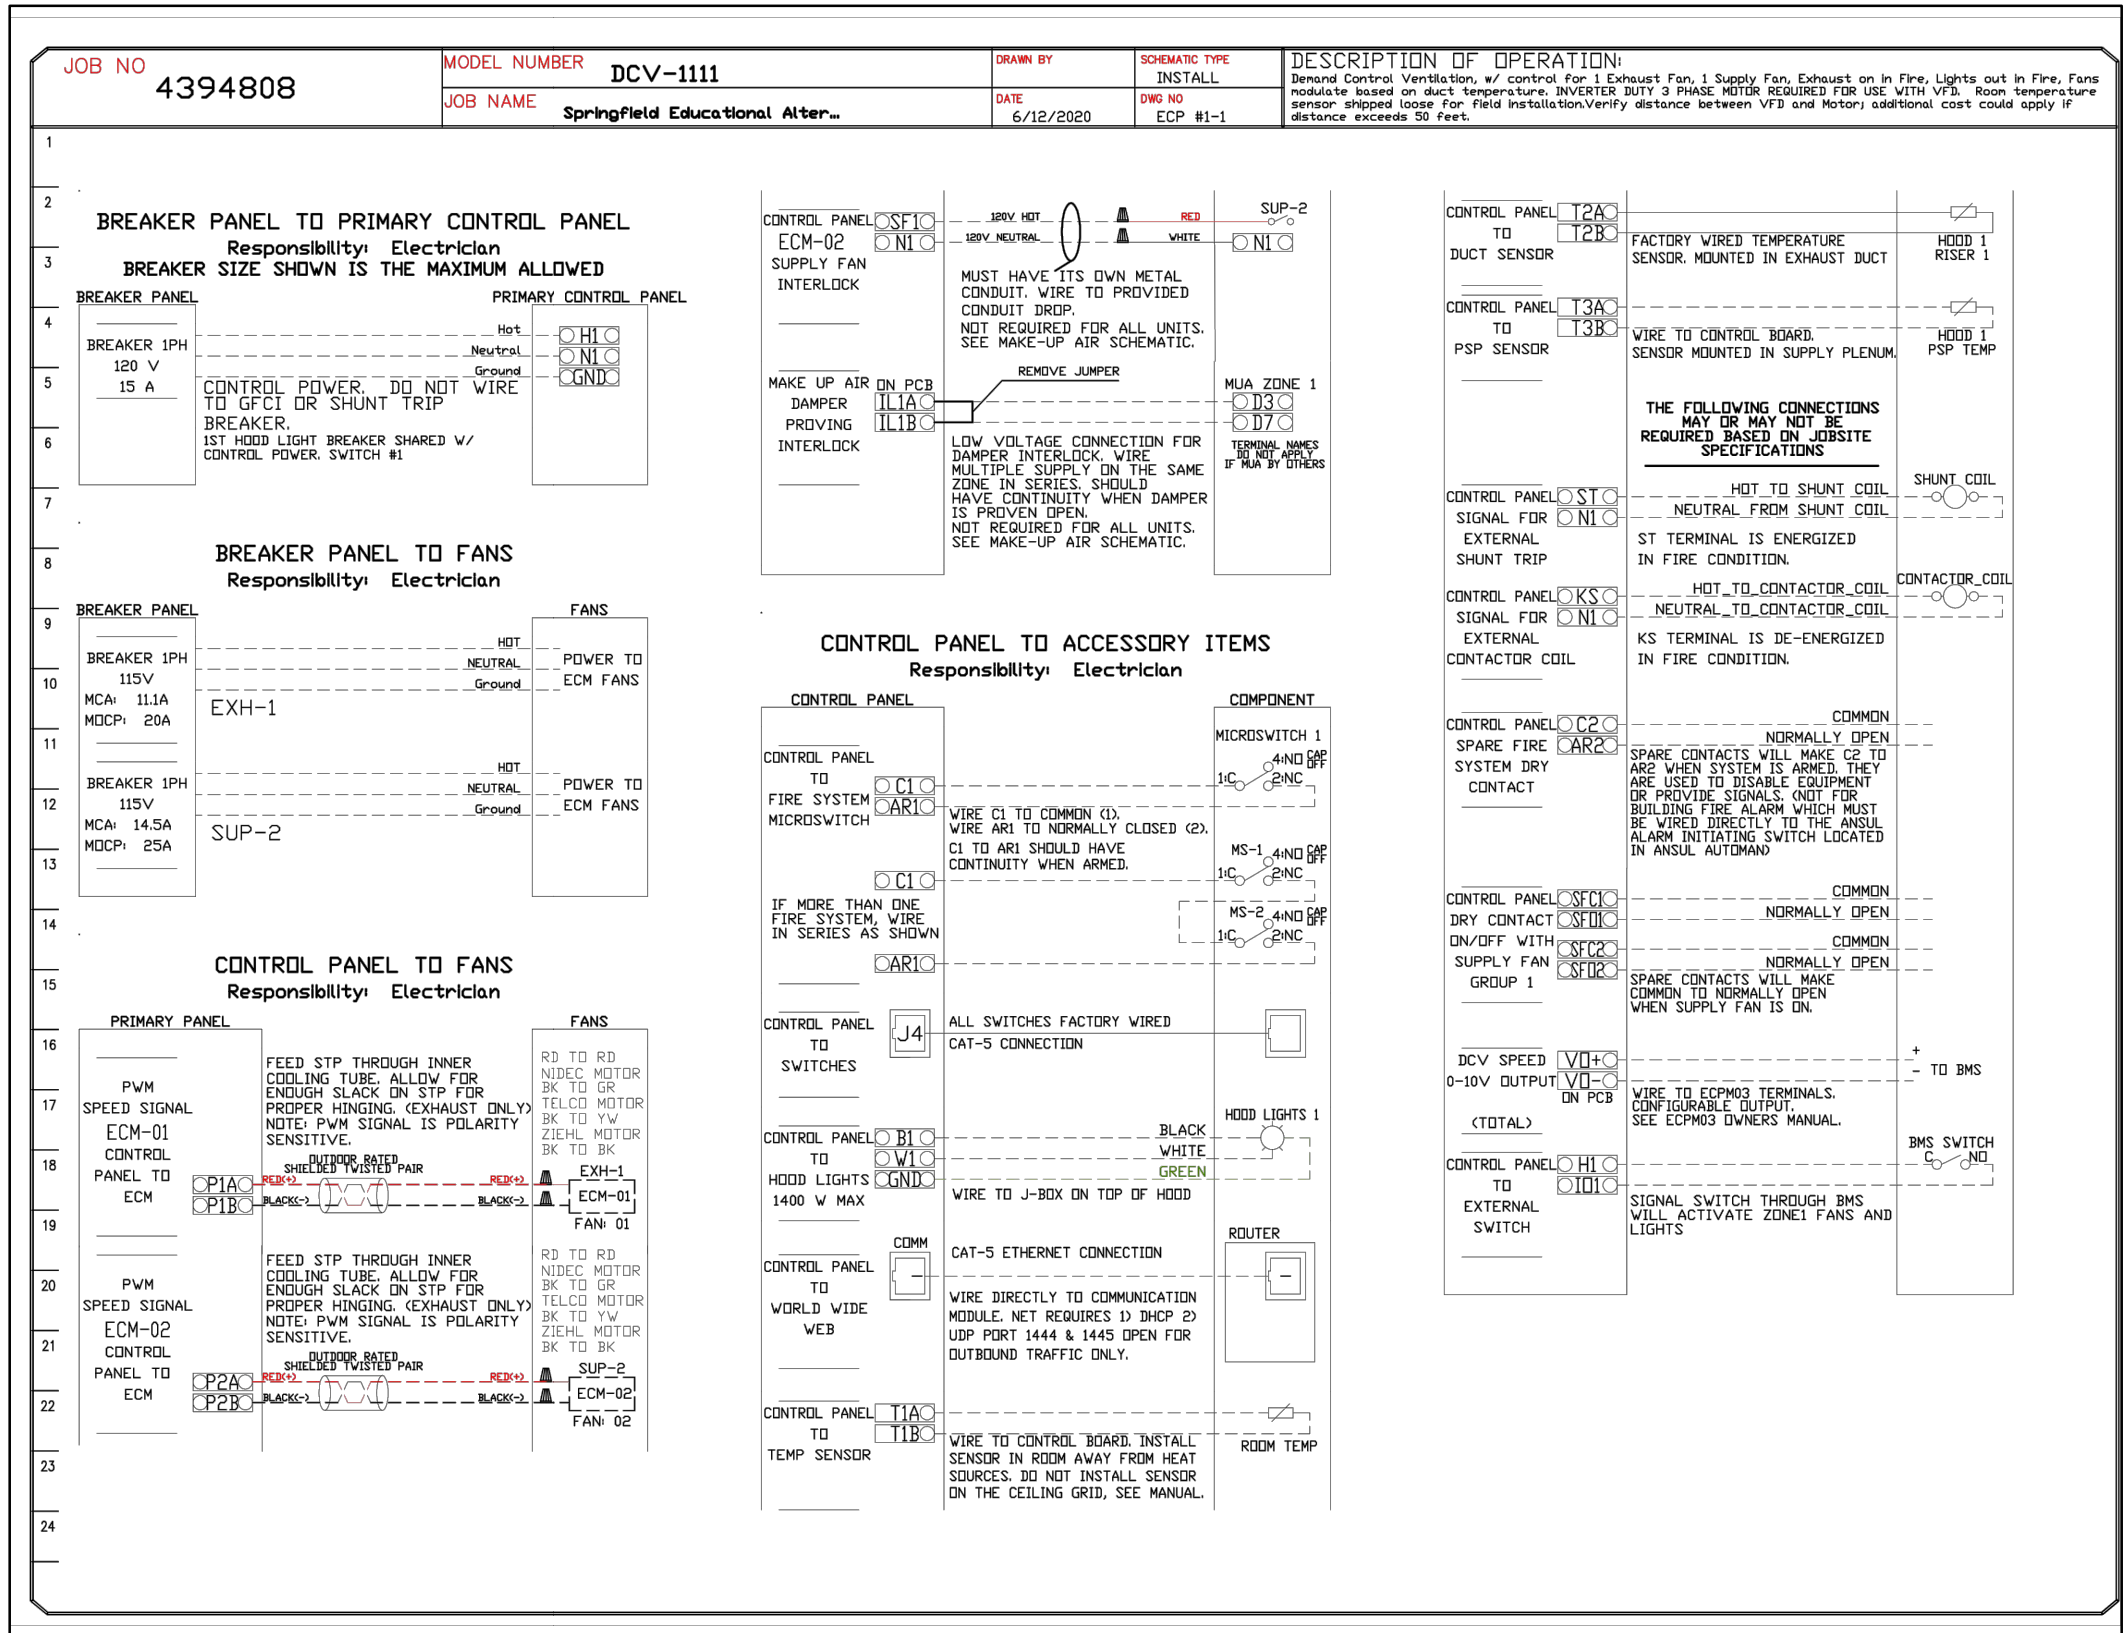 JOB NO
4394808
MODEL NUMBER
DCV-1111
JOB NAME
Springfield Educational Alter...
DRAWN BY
DATE
6/12/2020
SCHEMATIC TYPE
INSTALL
DWG NO
ECP #1-1
DESCRIPTION OF OPERATION:
Demand Control Ventilation, w/ control for 1 Exhaust Fan, 1 Supply Fan, Exhaust on in Fire, Lights out in Fire, Fans
modulate based on duct temperature. INVERTER DUTY 3 PHASE MOTOR REQUIRED FOR USE WITH VFD. Room temperature
sensor shipped loose for field installation.Verify distance between VFD and Motor; additional cost could apply if
distance exceeds 50 feet.
1
2
3
4
5
6
7
8
9
10
11
12
13
14
15
16
17
18
19
20
21
22
23
24
BREAKER PANEL TO PRIMARY CONTROL PANEL
Responsibility: Electrician
BREAKER SIZE SHOWN IS THE MAXIMUM ALLOWED
BREAKER PANEL
PRIMARY CONTROL PANEL
BREAKER 1PH
120 V
15 A
Hot
Neutral
Ground
H1
N1
GND
CONTROL POWER. DO NOT WIRE
TO GFCI OR SHUNT TRIP
BREAKER.
1ST HOOD LIGHT BREAKER SHARED W/
CONTROL POWER. SWITCH #1
BREAKER PANEL TO FANS
Responsibility: Electrician
BREAKER PANEL
FANS
BREAKER 1PH
115V
MCA: 11.1A
MOCP: 20A
HOT
NEUTRAL
Ground
EXH-1
POWER TO
ECM FANS
BREAKER 1PH
115V
MCA: 14.5A
MOCP: 25A
HOT
NEUTRAL
Ground
SUP-2
POWER TO
ECM FANS
CONTROL PANEL TO FANS
Responsibility: Electrician
PRIMARY PANEL
FANS
PWM
SPEED SIGNAL
ECM-01
CONTROL
PANEL TO
ECM
P1A
P1B
FEED STP THROUGH INNER
COOLING TUBE. ALLOW FOR
ENOUGH SLACK ON STP FOR
PROPER HINGING. (EXHAUST ONLY)
NOTE: PWM SIGNAL IS POLARITY
SENSITIVE.
OUTDOOR RATED
SHIELDED TWISTED PAIR
RED(+)
RED(+)
BLACK(-)
BLACK(-)
RD TO RD
NIDEC MOTOR
BK TO GR
TELCO MOTOR
BK TO YW
ZIEHL MOTOR
BK TO BK
EXH-1
ECM-01
FAN: 01
PWM
SPEED SIGNAL
ECM-02
CONTROL
PANEL TO
ECM
P2A
P2B
FEED STP THROUGH INNER
COOLING TUBE. ALLOW FOR
ENOUGH SLACK ON STP FOR
PROPER HINGING. (EXHAUST ONLY)
NOTE: PWM SIGNAL IS POLARITY
SENSITIVE.
OUTDOOR RATED
SHIELDED TWISTED PAIR
RED(+)
RED(+)
BLACK(-)
BLACK(-)
RD TO RD
NIDEC MOTOR
BK TO GR
TELCO MOTOR
BK TO YW
ZIEHL MOTOR
BK TO BK
SUP-2
ECM-02
FAN: 02
CONTROL PANEL
ECM-02
SUPPLY FAN
INTERLOCK
SF1
N1
120V HOT
120V NEUTRAL
RED
WHITE
SUP-2
N1
MUST HAVE ITS OWN METAL
CONDUIT. WIRE TO PROVIDED
CONDUIT DROP.
NOT REQUIRED FOR ALL UNITS.
SEE MAKE-UP AIR SCHEMATIC.
MAKE UP AIR
DAMPER
PROVING
INTERLOCK
ON PCB
IL1A
IL1B
REMOVE JUMPER
MUA ZONE 1
D3
D7
TERMINAL NAMES
DO NOT APPLY
IF MUA BY OTHERS
LOW VOLTAGE CONNECTION FOR
DAMPER INTERLOCK. WIRE
MULTIPLE SUPPLY ON THE SAME
ZONE IN SERIES. SHOULD
HAVE CONTINUITY WHEN DAMPER
IS PROVEN OPEN.
NOT REQUIRED FOR ALL UNITS.
SEE MAKE-UP AIR SCHEMATIC.
CONTROL PANEL TO ACCESSORY ITEMS
Responsibility: Electrician
CONTROL PANEL
COMPONENT
CONTROL PANEL
TO
FIRE SYSTEM
MICROSWITCH
C1
AR1
MICROSWITCH 1
4:NO CAP OFF
1:C
2:NC
WIRE C1 TO COMMON (1).
WIRE AR1 TO NORMALLY CLOSED (2).
C1 TO AR1 SHOULD HAVE
CONTINUITY WHEN ARMED.
C1
MS-1
4:NO CAP OFF
1:C
2:NC
IF MORE THAN ONE
FIRE SYSTEM, WIRE
IN SERIES AS SHOWN
MS-2
4:NO CAP OFF
1:C
2:NC
AR1
CONTROL PANEL
TO
SWITCHES
J4
ALL SWITCHES FACTORY WIRED
CAT-5 CONNECTION
CONTROL PANEL
TO
HOOD LIGHTS
1400 W MAX
B1
W1
GND
BLACK
WHITE
GREEN
HOOD LIGHTS 1
WIRE TO J-BOX ON TOP OF HOOD
CONTROL PANEL
TO
WORLD WIDE
WEB
COMM
CAT-5 ETHERNET CONNECTION
ROUTER
WIRE DIRECTLY TO COMMUNICATION
MODULE. NET REQUIRES 1) DHCP 2)
UDP PORT 1444 & 1445 OPEN FOR
OUTBOUND TRAFFIC ONLY.
CONTROL PANEL
TO
TEMP SENSOR
T1A
T1B
ROOM TEMP
WIRE TO CONTROL BOARD. INSTALL
SENSOR IN ROOM AWAY FROM HEAT
SOURCES. DO NOT INSTALL SENSOR
ON THE CEILING GRID, SEE MANUAL.
CONTROL PANEL
TO
DUCT SENSOR
T2A
T2B
FACTORY WIRED TEMPERATURE
SENSOR. MOUNTED IN EXHAUST DUCT
HOOD 1
RISER 1
CONTROL PANEL
TO
PSP SENSOR
T3A
T3B
WIRE TO CONTROL BOARD.
SENSOR MOUNTED IN SUPPLY PLENUM.
HOOD 1
PSP TEMP
THE FOLLOWING CONNECTIONS
MAY OR MAY NOT BE
REQUIRED BASED ON JOBSITE
SPECIFICATIONS
CONTROL PANEL
SIGNAL FOR
EXTERNAL
SHUNT TRIP
ST
N1
HOT TO SHUNT COIL
NEUTRAL FROM SHUNT COIL
SHUNT COIL
ST TERMINAL IS ENERGIZED
IN FIRE CONDITION.
CONTROL PANEL
SIGNAL FOR
EXTERNAL
CONTACTOR COIL
KS
N1
HOT_TO_CONTACTOR_COIL
NEUTRAL_TO_CONTACTOR_COIL
CONTACTOR_COIL
KS TERMINAL IS DE-ENERGIZED
IN FIRE CONDITION.
CONTROL PANEL
SPARE FIRE
SYSTEM DRY
CONTACT
C2
AR2
COMMON
NORMALLY OPEN
SPARE CONTACTS WILL MAKE C2 TO
AR2 WHEN SYSTEM IS ARMED. THEY
ARE USED TO DISABLE EQUIPMENT
OR PROVIDE SIGNALS. (NOT FOR
BUILDING FIRE ALARM WHICH MUST
BE WIRED DIRECTLY TO THE ANSUL
ALARM INITIATING SWITCH LOCATED
IN ANSUL AUTOMAN)
CONTROL PANEL
DRY CONTACT
ON/OFF WITH
SUPPLY FAN
GROUP 1
SFC1
SFO1
SFC2
SFO2
COMMON
NORMALLY OPEN
COMMON
NORMALLY OPEN
SPARE CONTACTS WILL MAKE
COMMON TO NORMALLY OPEN
WHEN SUPPLY FAN IS ON.
DCV SPEED
0-10V OUTPUT
(TOTAL)
VO+
VO-
ON PCB
+
- TO BMS
WIRE TO ECPM03 TERMINALS.
CONFIGURABLE OUTPUT.
SEE ECPM03 OWNERS MANUAL.
CONTROL PANEL
TO
EXTERNAL
SWITCH
H1
IO1
BMS SWITCH
C
NO
SIGNAL SWITCH THROUGH BMS
WILL ACTIVATE ZONE1 FANS AND
LIGHTS